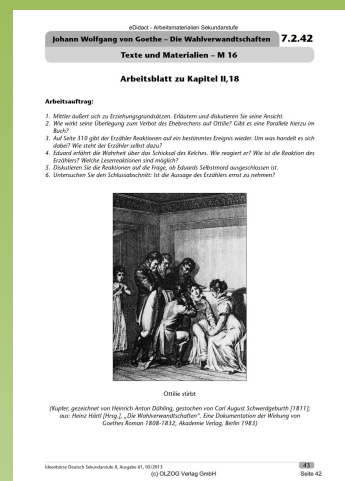 eDidact - Arbeitsmaterialien Sekundarstufe
Johann Wolfgang von Goethe – Die Wahlverwandtschaften 7.2.42
Texte und Materialien – M 16
Arbeitsblatt zu Kapitel II,18
Arbeitsauftrag:
1. Mittler äußert sich zu Erziehungsgrundsätzen. Erläutern und diskutieren Sie seine Ansicht.
2. Wie wirkt seine Überlegung zum Verbot des Ehebrechens auf Ottilie? Gibt es eine Parallele hierzu im
Buch?
3. Auf Seite 310 gibt der Erzähler Reaktionen auf ein bestimmtes Ereignis wieder. Um was handelt es sich
dabei? Wie steht der Erzähler selbst dazu?
4. Eduard erfährt die Wahrheit über das Schicksal des Kelches. Wie reagiert er? Wie ist die Reaktion des
Erzählers? Welche Leserreaktionen sind möglich?
5. Diskutieren Sie die Reaktionen auf die Frage, ob Eduards Selbstmord ausgeschlossen ist.
6. Untersuchen Sie den Schlussabschnitt: Ist die Aussage des Erzählers ernst zu nehmen?
Ottilie stirbt
(Kupfer, gezeichnet von Heinrich Anton Dähling, gestochen von Carl August Schwerdgeburth [1811];
aus: Heinz Härtl [Hrsg.], „Die Wahlverwandtschaften“. Eine Dokumentation der Wirkung von
Goethes Roman 1808-1832, Akademie Verlag, Berlin 1983)
43
Ideenbörse Deutsch Sekundarstufe II, Ausgabe 61, 05/2013
(c) OLZOG Verlag GmbH Seite 42